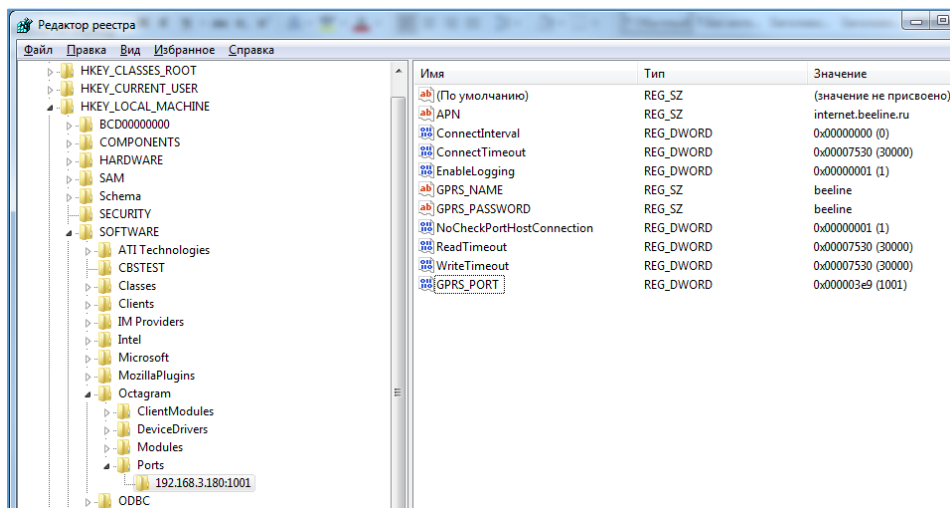 Редактор реестра
Файл Правка Вид Избранное Справка
HKEY_CLASSES_ROOT
HKEY_CURRENT_USER
HKEY_LOCAL_MACHINE
BCD00000000
COMPONENTS
HARDWARE
SAM
Schema
SECURITY
SOFTWARE
ATI Technologies
CBSTEST
Classes
Clients
IM Providers
Intel
Microsoft
MozillaPlugins
Octagram
ClientModules
DeviceDrivers
Modules
Ports
192.168.3.180:1001
ODBC
Имя Тип Значение
(По умолчанию) REG_SZ (значение не присвоено)
APN REG_SZ internet.beeline.ru
ConnectInterval REG_DWORD 0x00000000 (0)
ConnectTimeout REG_DWORD 0x00007530 (30000)
EnableLogging REG_DWORD 0x00000001 (1)
GPRS_NAME REG_SZ beeline
GPRS_PASSWORD REG_SZ beeline
NoCheckPortHostConnection REG_DWORD 0x00000001 (1)
ReadTimeout REG_DWORD 0x00007530 (30000)
WriteTimeout REG_DWORD 0x00007530 (30000)
GPRS_PORT REG_DWORD 0x000003e9 (1001)